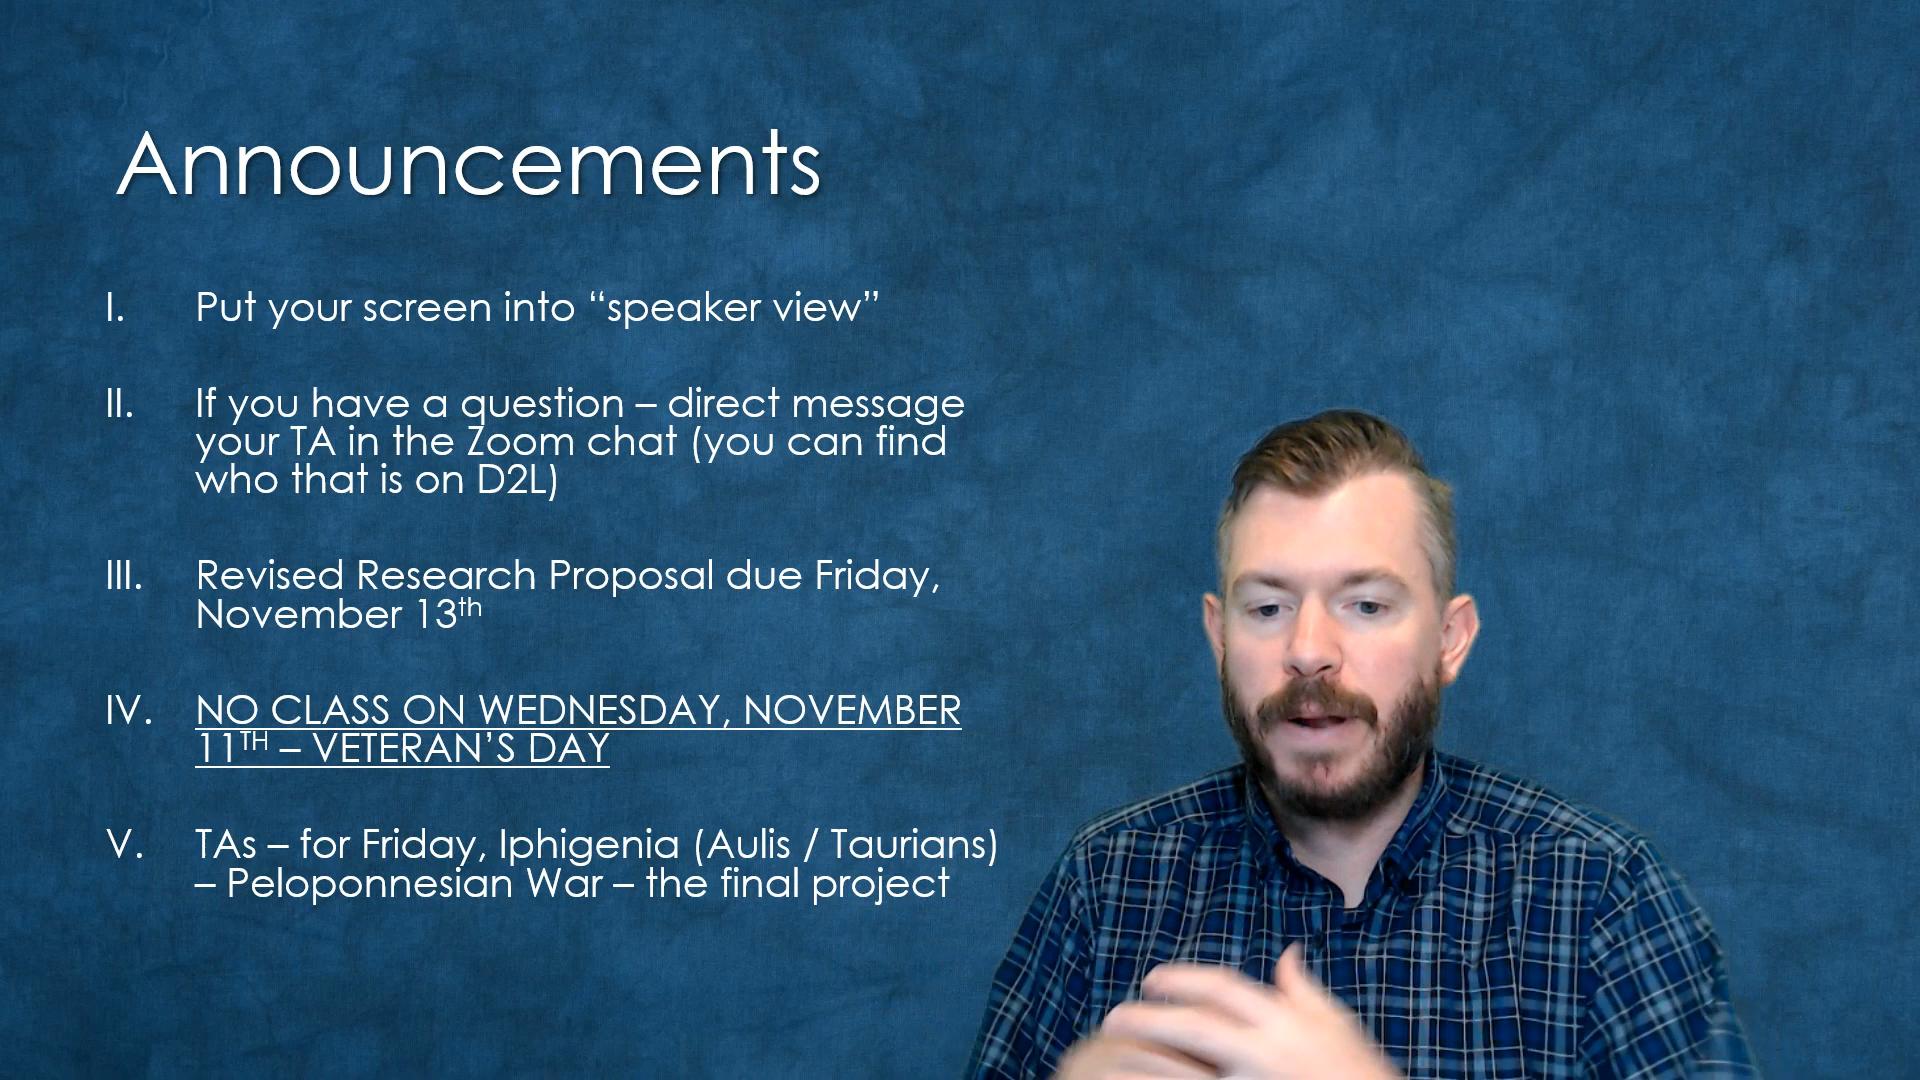 Announcements
I. Put your screen into “speaker view”
II. If you have a question – direct message
your TA in the Zoom chat (you can find
who that is on D2L)
III. Revised Research Proposal due Friday,
November 13th
IV. NO CLASS ON WEDNESDAY, NOVEMBER
11TH – VETERAN’S DAY
V. TAs – for Friday, Iphigenia (Aulis / Taurians)
– Peloponnesian War – the final project